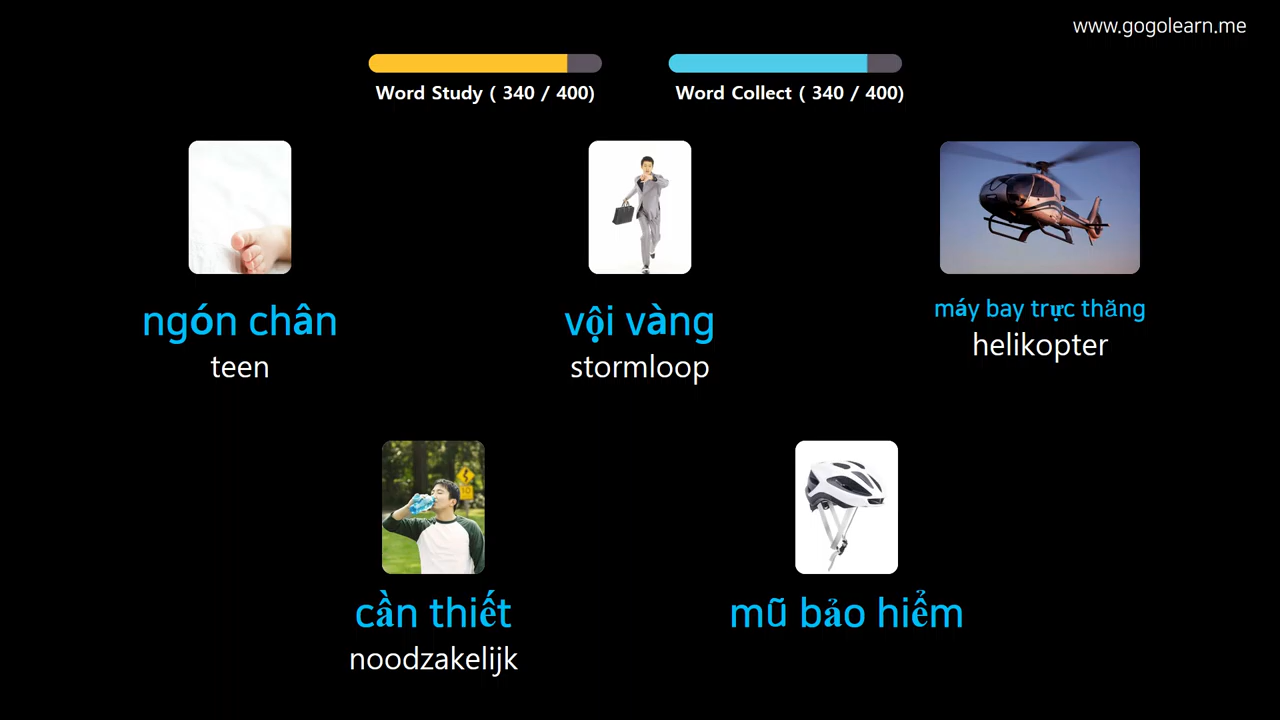 www.gogolearn.me
Word Study ( 340 / 400)
Word Collect ( 340 / 400)
ngón chân
teen
vội vàng
stormloop
máy bay trực thăng
helikopter
cần thiết
noodzakelijk
mũ bảo hiểm